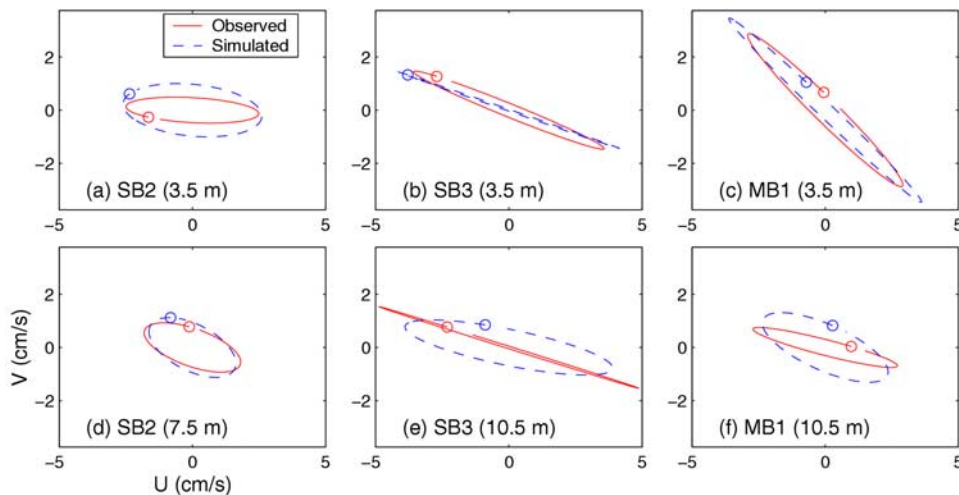 Observed
Simulated
2
0
−2
(a) SB2 (3.5 m)
−5 0 5
2
0
−2
(b) SB3 (3.5 m)
−5 0 5
2
0
−2
(c) MB1 (3.5 m)
−5 0 5
2
0
−2
V (cm/s)
(d) SB2 (7.5 m)
−5 0 5
U (cm/s)
2
0
−2
(e) SB3 (10.5 m)
−5 0 5
2
0
−2
(f) MB1 (10.5 m)
−5 0 5